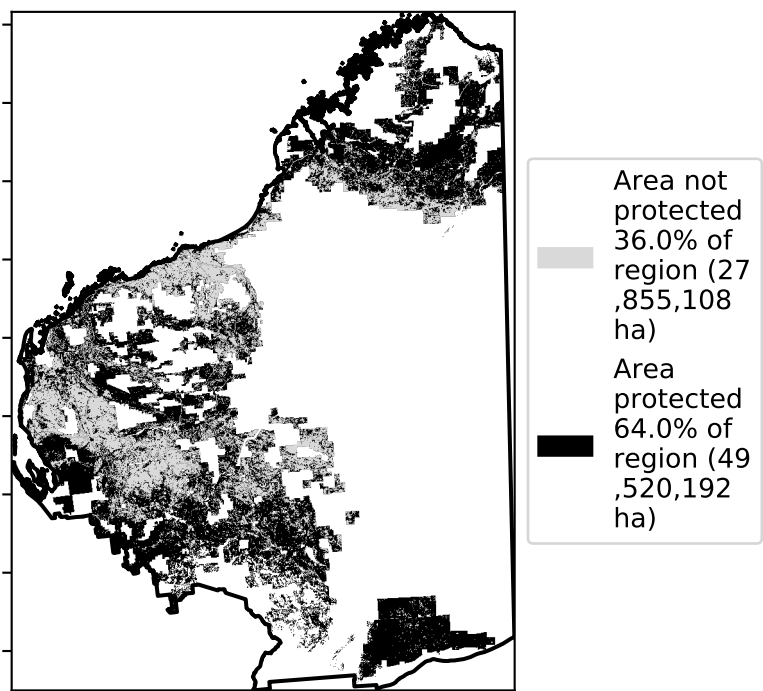 Area not
protected
36.0% of
region (27
,855,108
ha)
Area
protected
64.0% of
region (49
,520,192
ha)